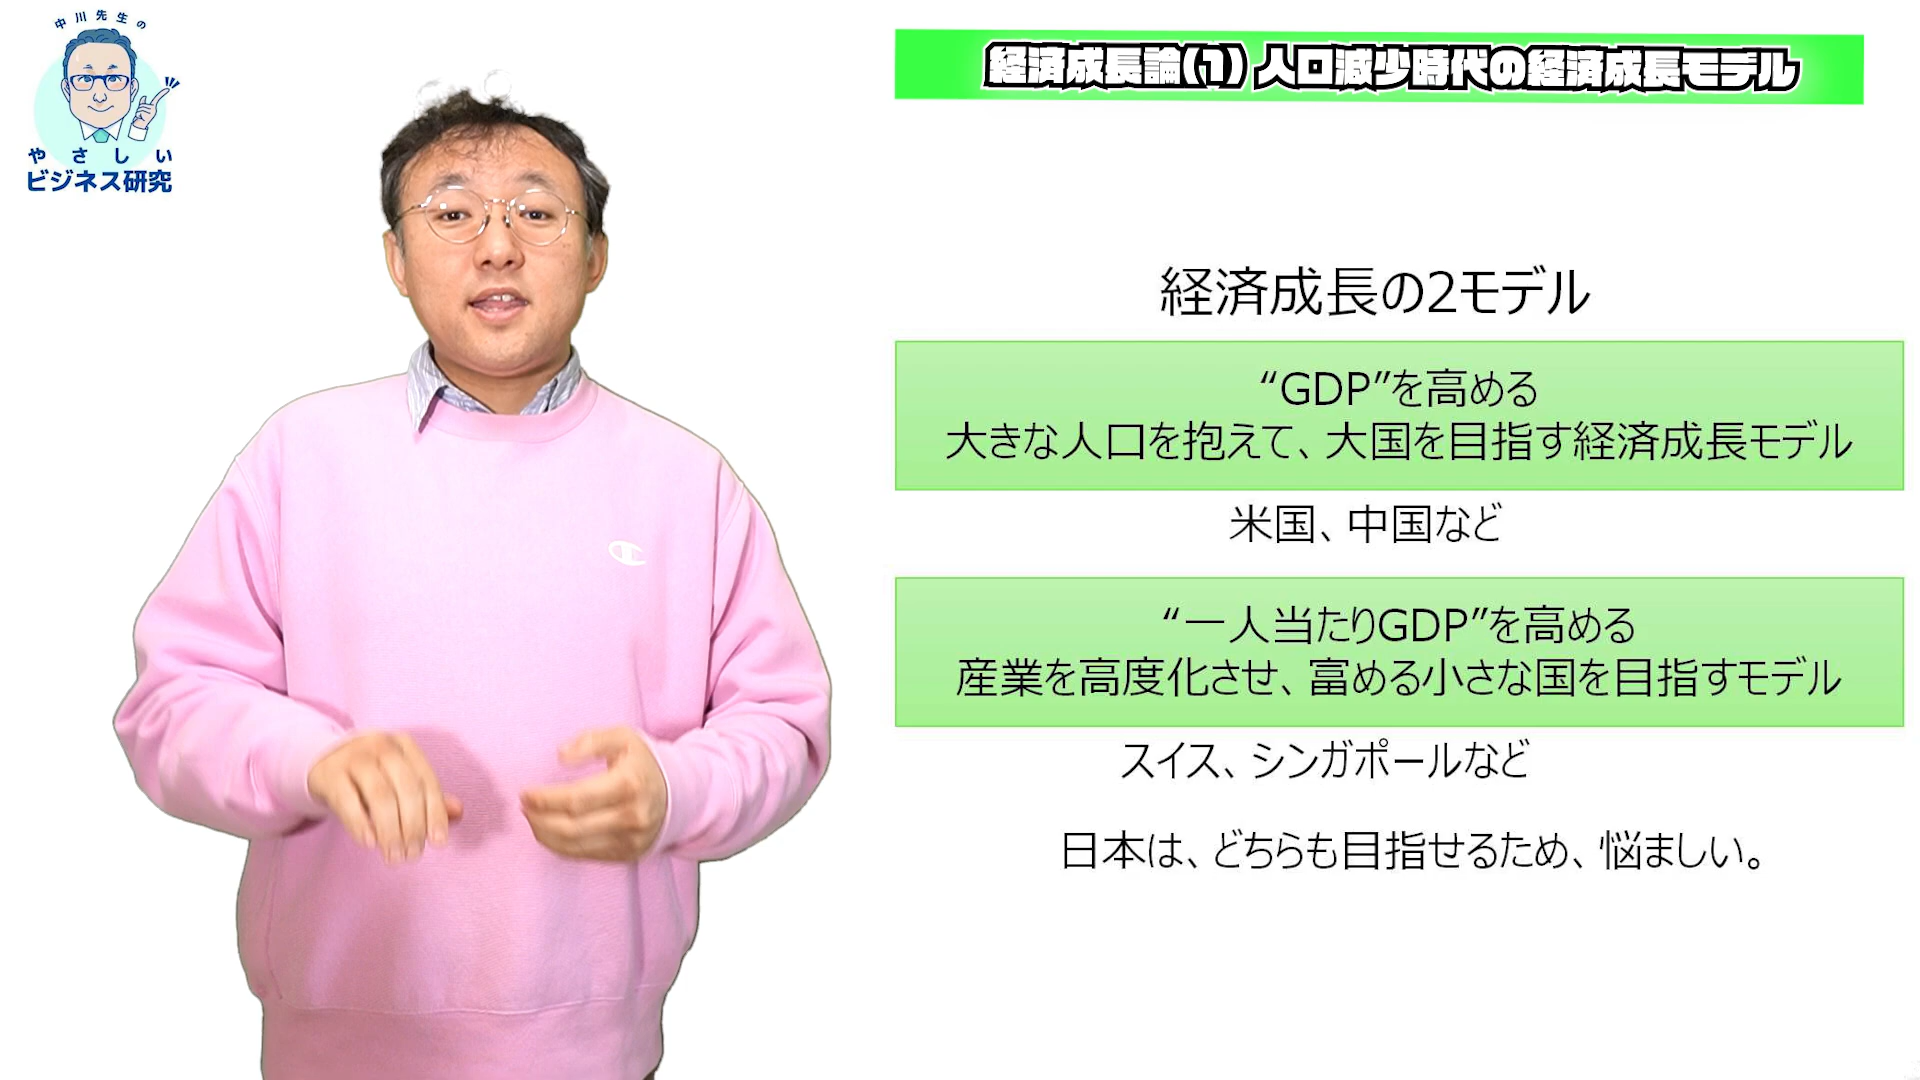 中川先生の
やさしい
ビジネス研究
経済成長論(1) 人口減少時代の経済成長モデル
経済成長の2モデル
“GDP”を高める
大きな人口を抱えて、大国を目指す経済成長モデル
米国、中国など
“一人当たりGDP”を高める
産業を高度化させ、富める小さな国を目指すモデル
スイス、シンガポールなど
日本は、どちらも目指せるため、悩ましい。